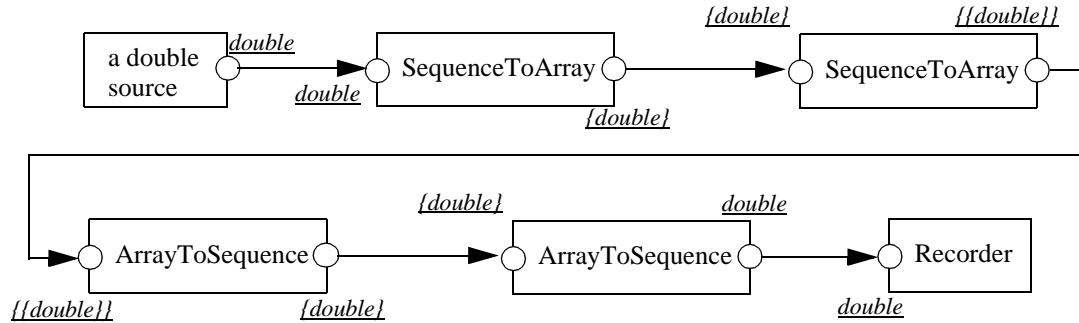 {double}
{{double}}
double
a double
source
SequenceToArray
SequenceToArray
double
{double}
{double}
double
ArrayToSequence
ArrayToSequence
Recorder
{{double}}
{double}
double